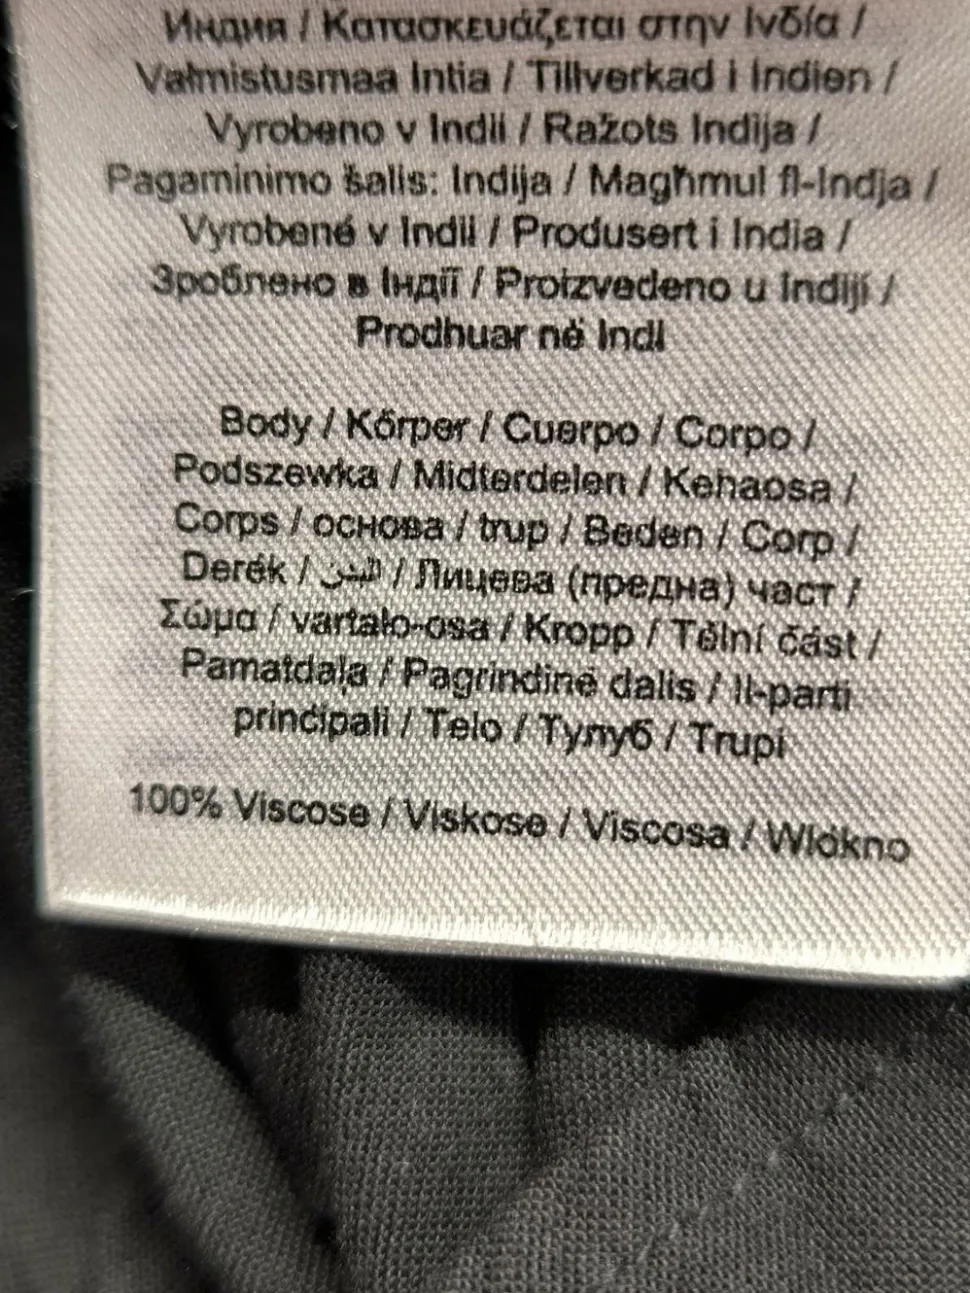 Индия / Κατασκευάζεται στην Ινδία /
Valmistusmaa Intia / Tillverkad i Indien /
Vyrobeno v Indii / Ražots Indija /
Pagaminimo šalis: Indija / Magħmul fl-Indja /
Vyrobené v Indii / Produsert i India /
Зроблено в Індії / Proizvedeno u Indiji /
Prodhuar në Indi
Body / Körper / Cuerpo / Corpo /
Podszewka / Midterdelen / Kehaosa /
Corps / основа / trup / Beden / Corp /
Derék / البدن / Лицева (предна) част /
Σώμα / vartalo-osa / Kropp / Tělní část /
Pamatdaļa / Pagrindinė dalis / Il-parti
prinċipali / Telo / Тулуб / Trupi
100% Viscose / Viskose / Viscosa / Włókno